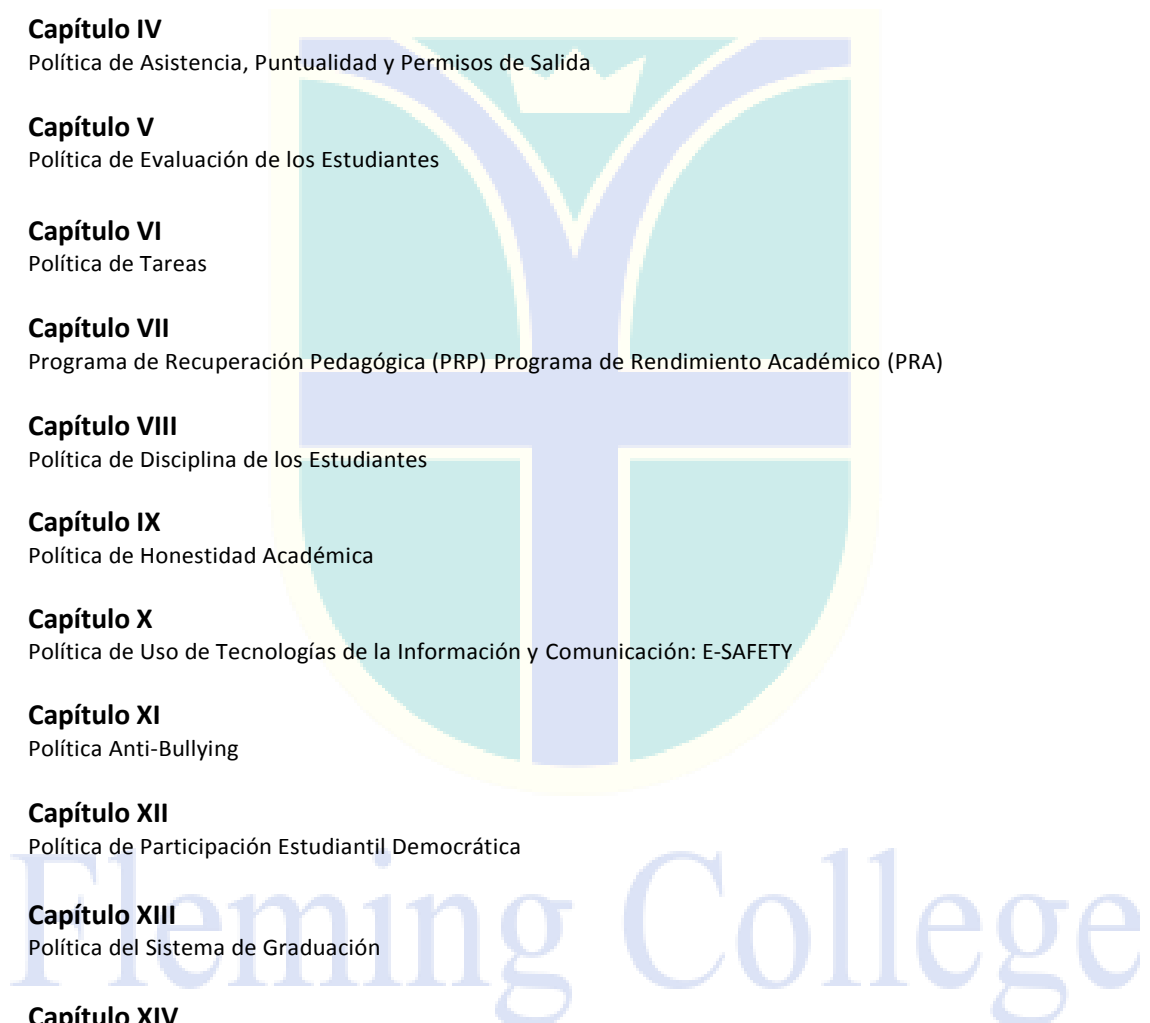 Capítulo IV
Política de Asistencia, Puntualidad y Permisos de Salida
Capítulo V
Política de Evaluación de los Estudiantes
Capítulo VI
Política de Tareas
Capítulo VII
Programa de Recuperación Pedagógica (PRP) Programa de Rendimiento Académico (PRA)
Capítulo VIII
Política de Disciplina de los Estudiantes
Capítulo IX
Política de Honestidad Académica
Capítulo X
Política de Uso de Tecnologías de la Información y Comunicación: E-SAFETY
Capítulo XI
Política Anti-Bullying
Capítulo XII
Política de Participación Estudiantil Democrática
Fleming College
Capítulo XIII
Política del Sistema de Graduación
Capítulo XIV